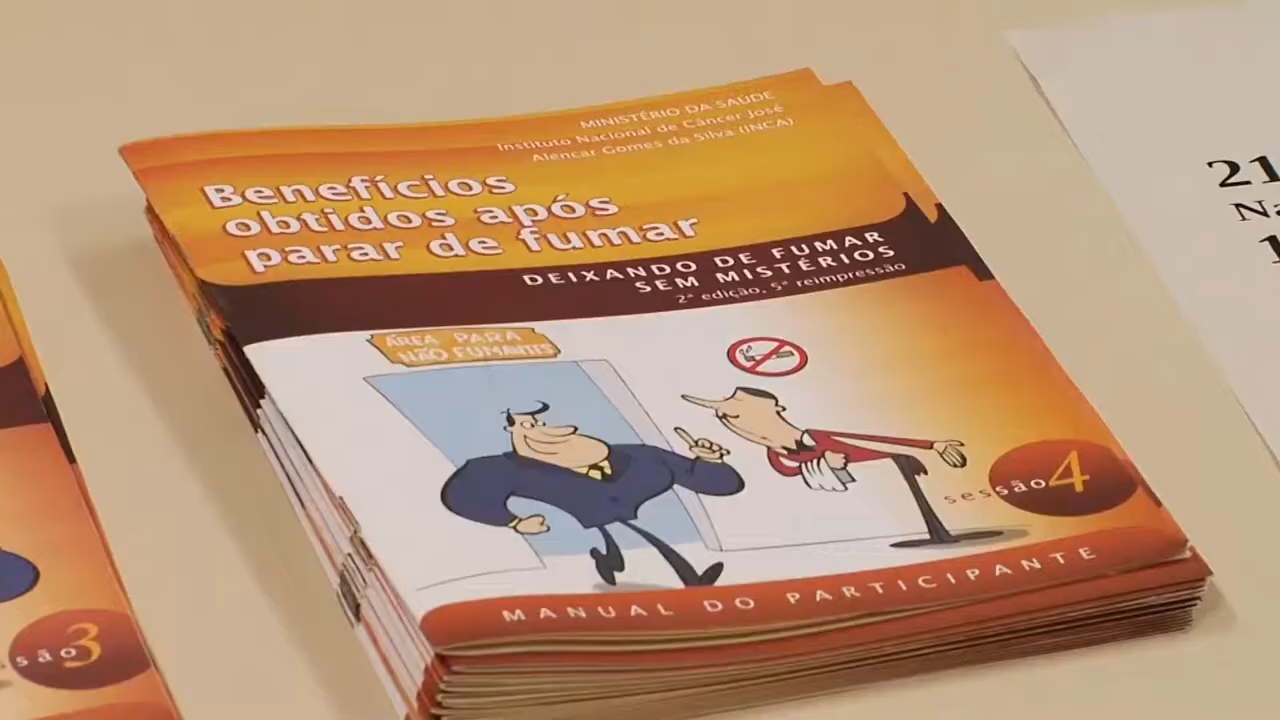 MINISTÉRIO DA SAÚDE
Instituto Nacional de Câncer José
Alencar Gomes da Silva (INCA).
Benefícios
obtidos após
parar de fumar
DEIXANDO DE FUMAR
SEM MISTÉRIOS
2ª edição, 5ª reimpressão
ÁREA PARA
NÃO FUMANTES
sessão 4
MANUAL DO PARTICIPANTE
são 3
21